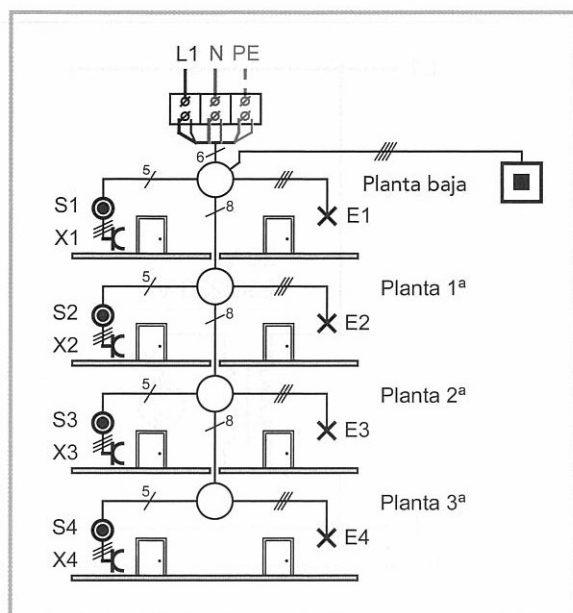 L1 N PE
6
5
Planta baja
S1
E1
X1
8
5
Planta 1ª
S2
E2
X2
8
5
Planta 2ª
S3
E3
X3
8
5
Planta 3ª
S4
E4
X4